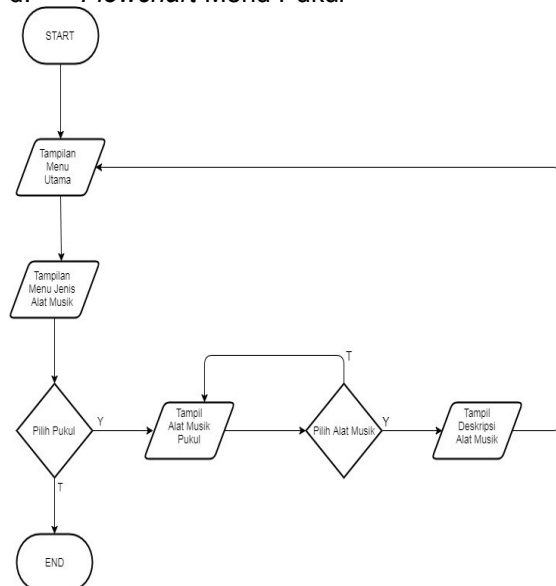 Flowchart Menu Pukul
START
Tampilan
Menu
Utama
Tampilan
Menu Jenis
Alat Musik
T
Pilih Pukul
Y
Tampil
Alat Musik
Pukul
Pilih Alat Musik
Y
Tampil
Deskripsi
Alat Musik
T
END